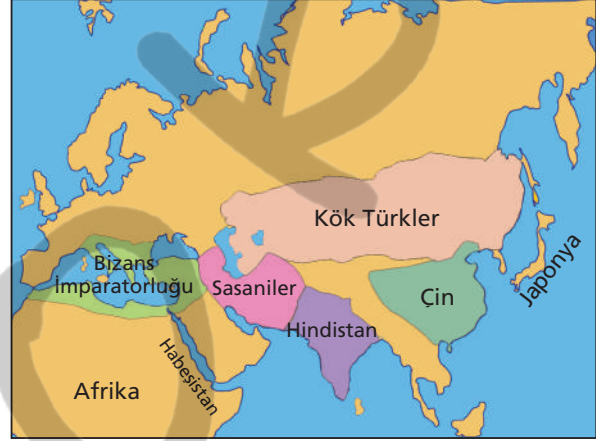 Kök Türkler
Bizans
İmparatorluğu
Sasaniler
Hindistan
Çin
Japonya
Habeşistan
Afrika